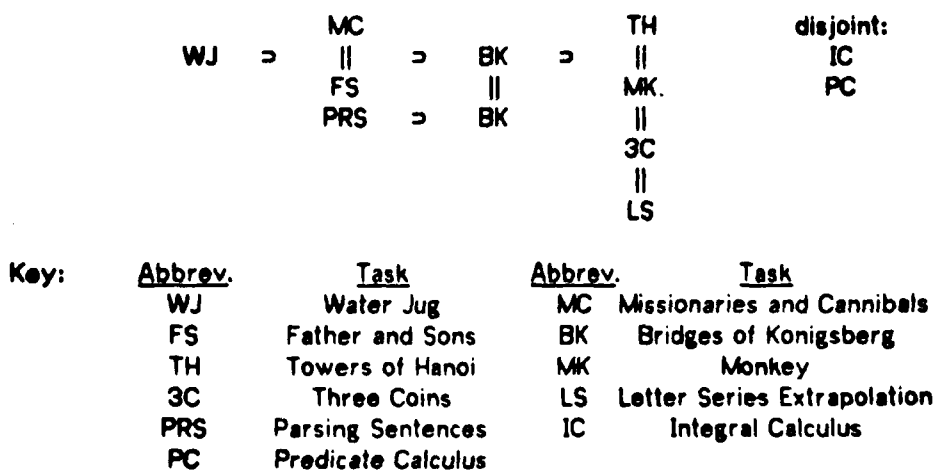 MC TH disjoint:
WJ ⊃ || ⊃ BK ⊃ || IC
FS || MK. PC
PRS ⊃ BK ||
3C
||
LS
Key: Abbrev. Task Abbrev. Task
WJ Water Jug MC Missionaries and Cannibals
FS Father and Sons BK Bridges of Konigsberg
TH Towers of Hanoi MK Monkey
3C Three Coins LS Letter Series Extrapolation
PRS Parsing Sentences IC Integral Calculus
PC Predicate Calculus